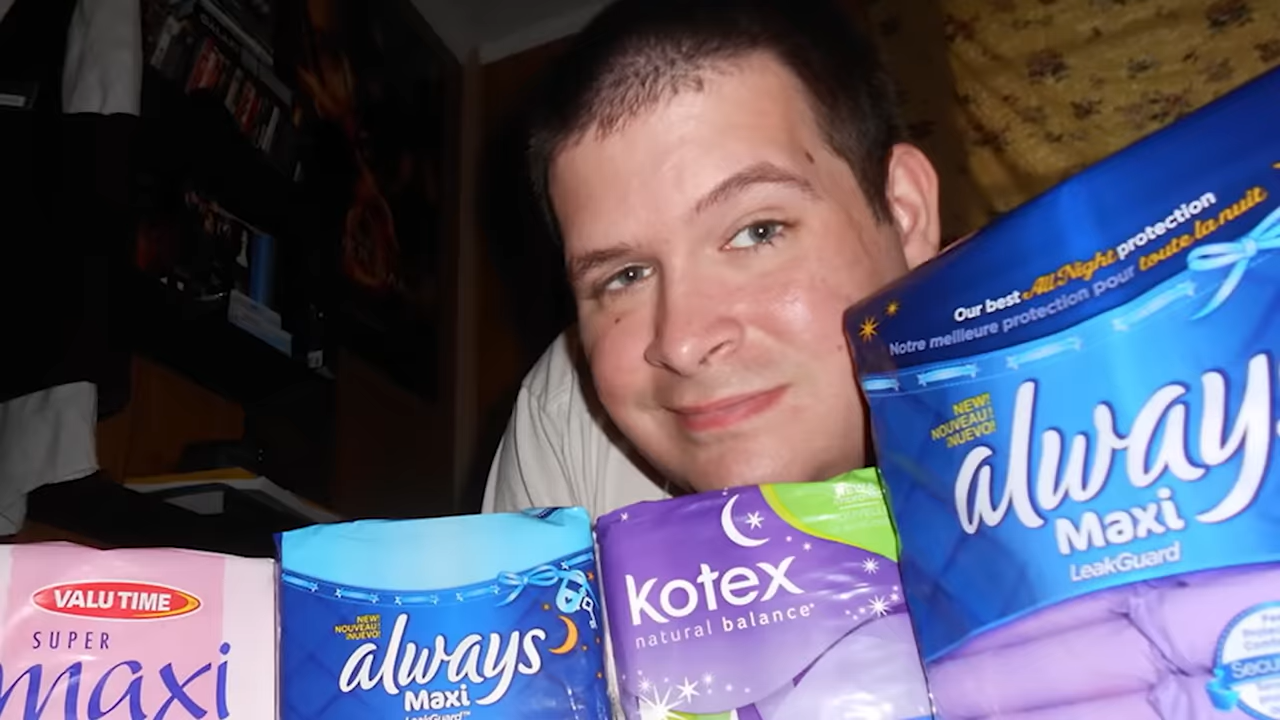 VALU TIME
SUPER
maxi
NEW!
NOUVEAU!
¡NUEVO!
always
Maxi
LeakGuard™
Kotex
natural balance*
Our best All Night protection
Notre meilleure protection pour toute la nuit
NEW!
NOUVEAU!
¡NUEVO!
always
Maxi
LeakGuard